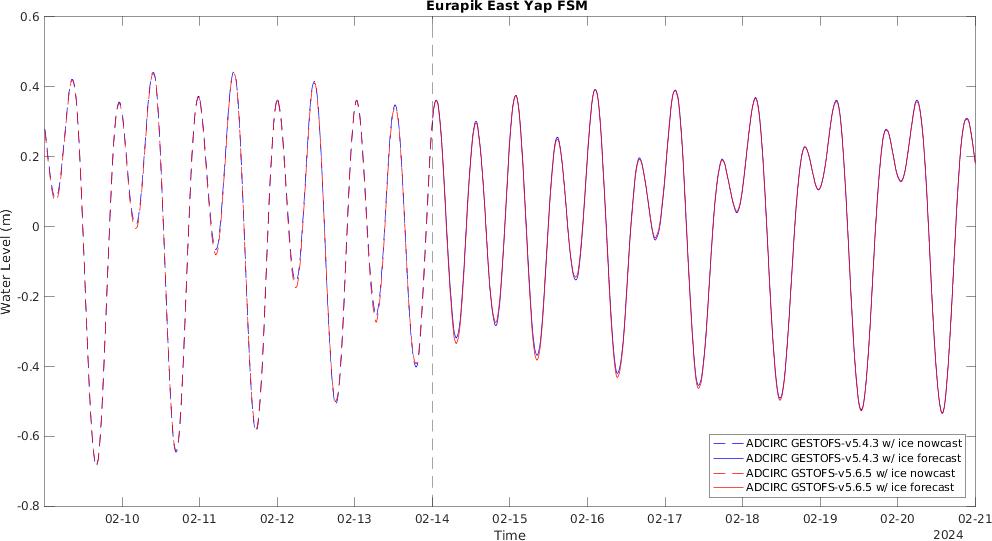 Eurapik East Yap FSM
0.6
0.4
0.2
0
-0.2
-0.4
-0.6
-0.8
Water Level (m)
ADCIRC GESTOFS-v5.4.3 w/ ice nowcast
ADCIRC GESTOFS-v5.4.3 w/ ice forecast
ADCIRC GSTOFS-v5.6.5 w/ ice nowcast
ADCIRC GSTOFS-v5.6.5 w/ ice forecast
02-10 02-11 02-12 02-13 02-14 02-15 02-16 02-17 02-18 02-19 02-20 02-21
Time
2024